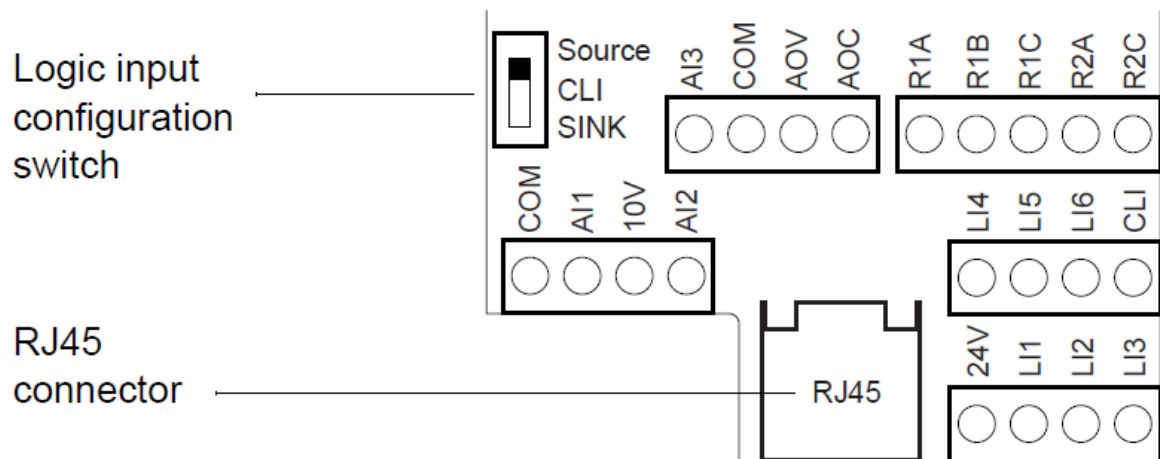 Logic input
configuration
switch
Source
CLI
SINK
AI3 COM AOV AOC
R1A R1B R1C R2A R2C
COM AI1 10V AI2
LI4 LI5 LI6 CLI
RJ45
connector
RJ45
24V LI1 LI2 LI3